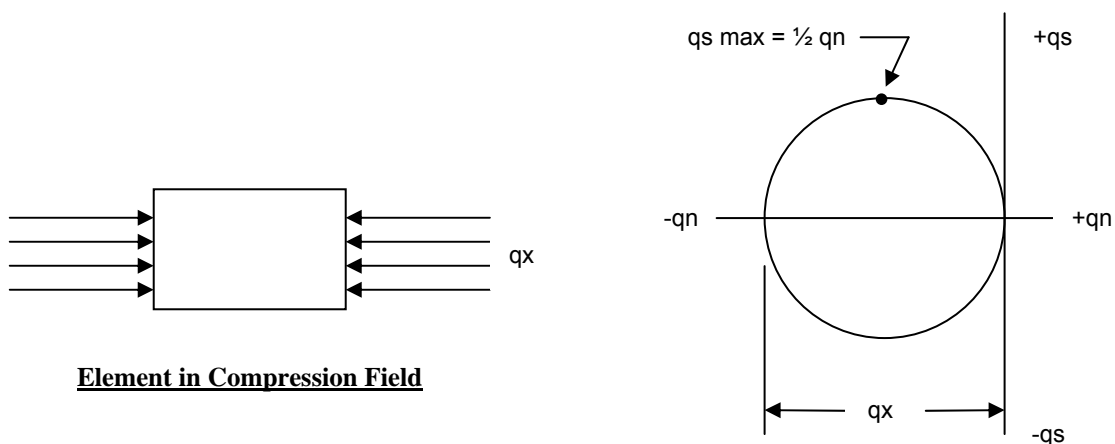 qs max = ½ qn
+qs
-qn
+qn
qx
Element in Compression Field
qx
-qs